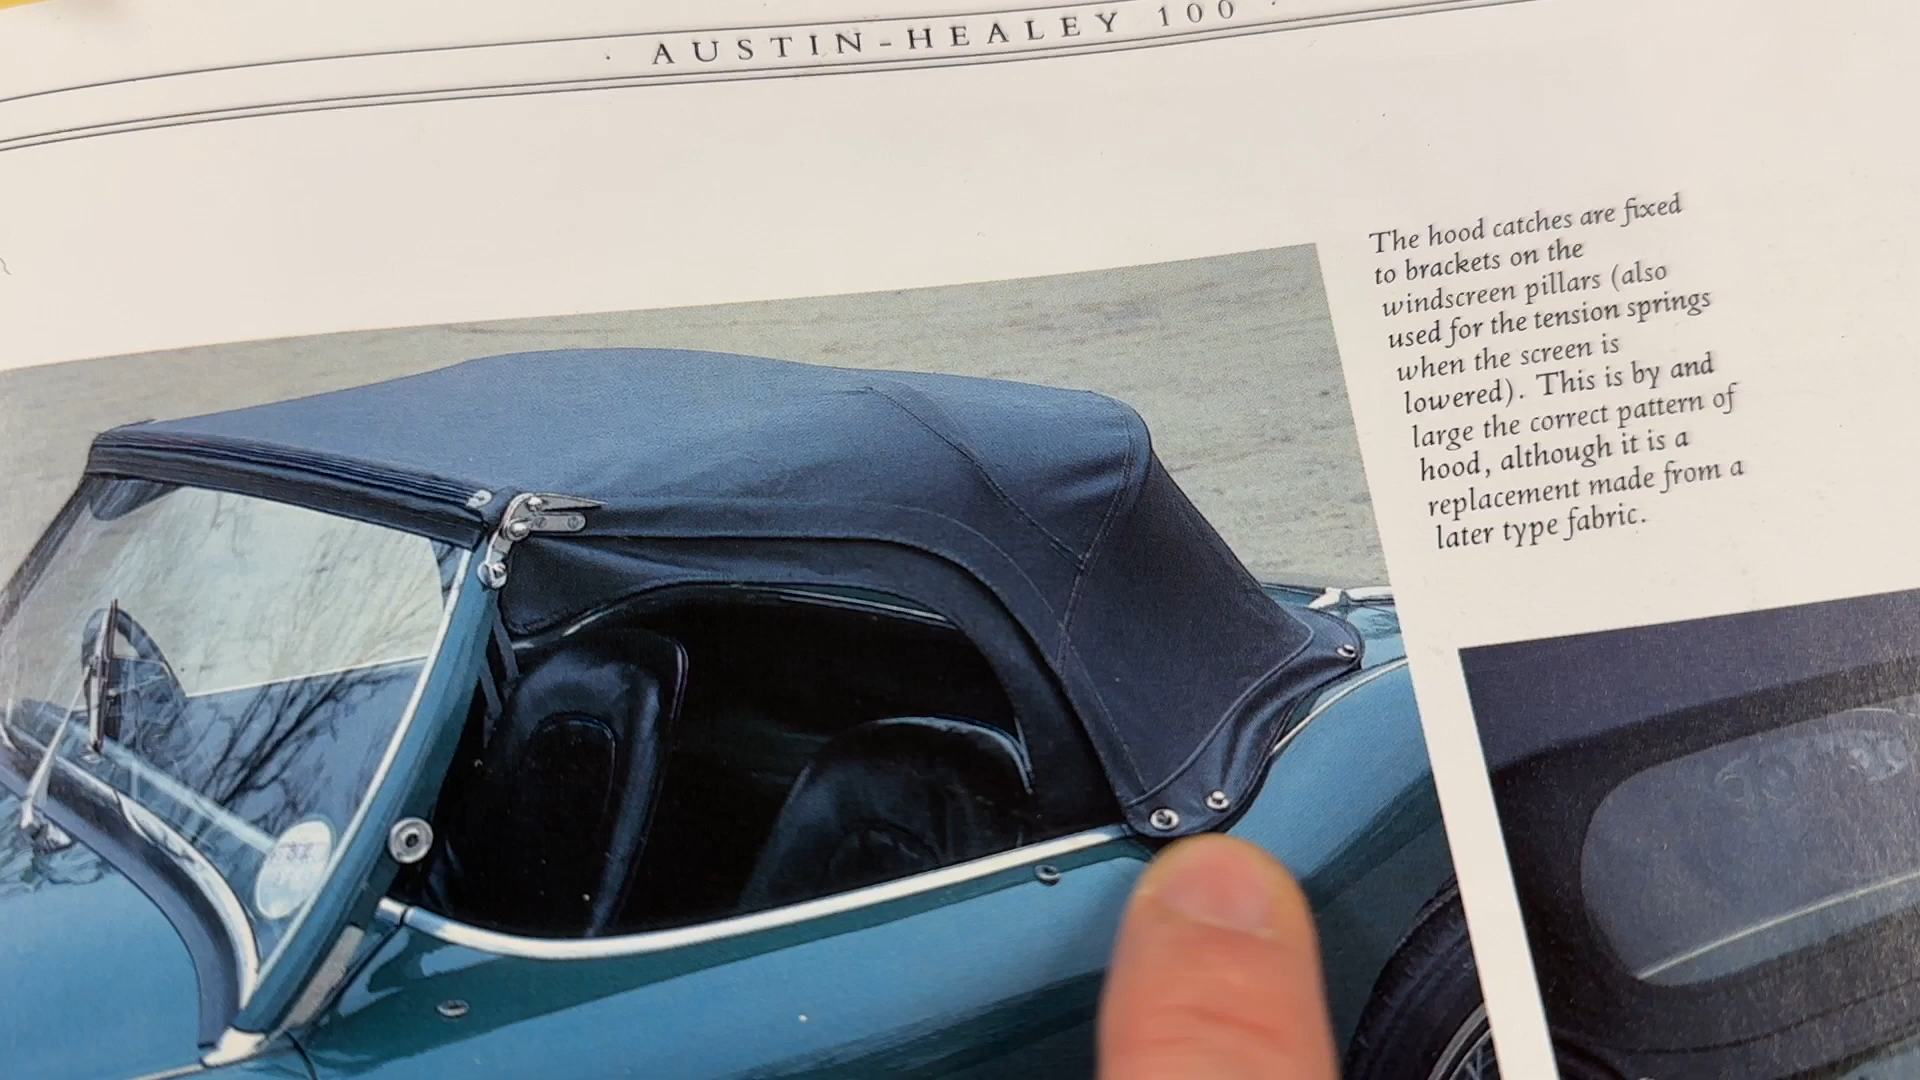 · AUSTIN-HEALEY 100 ·
The hood catches are fixed
to brackets on the
windscreen pillars (also
used for the tension springs
when the screen is
lowered). This is by and
large the correct pattern of
hood, although it is a
replacement made from a
later type fabric.